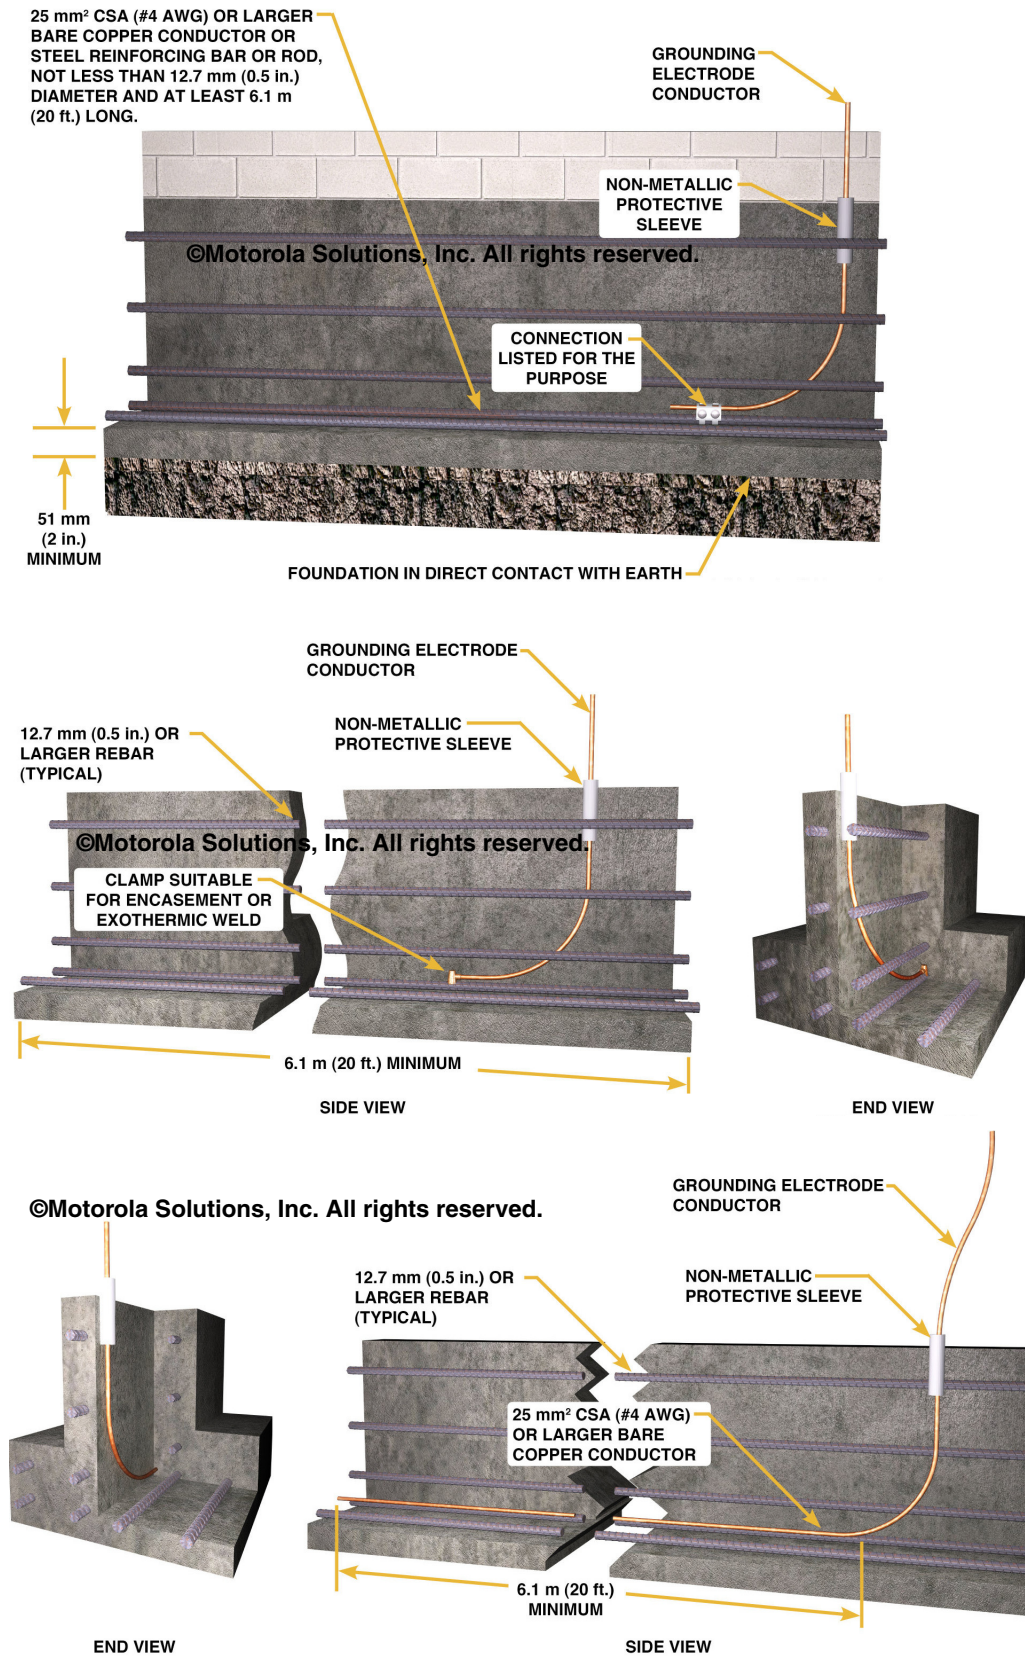 25 mm² CSA (#4 AWG) OR LARGER
BARE COPPER CONDUCTOR OR
STEEL REINFORCING BAR OR ROD,
NOT LESS THAN 12.7 mm (0.5 in.)
DIAMETER AND AT LEAST 6.1 m
(20 ft.) LONG.
GROUNDING
ELECTRODE
CONDUCTOR
NON-METALLIC
PROTECTIVE
SLEEVE
©Motorola Solutions, Inc. All rights reserved.
CONNECTION
LISTED FOR THE
PURPOSE
51 mm
(2 in.)
MINIMUM
FOUNDATION IN DIRECT CONTACT WITH EARTH
GROUNDING ELECTRODE
CONDUCTOR
12.7 mm (0.5 in.) OR
LARGER REBAR
(TYPICAL)
NON-METALLIC
PROTECTIVE SLEEVE
©Motorola Solutions, Inc. All rights reserved.
CLAMP SUITABLE
FOR ENCASEMENT OR
EXOTHERMIC WELD
6.1 m (20 ft.) MINIMUM
SIDE VIEW
END VIEW
©Motorola Solutions, Inc. All rights reserved.
GROUNDING ELECTRODE
CONDUCTOR
12.7 mm (0.5 in.) OR
LARGER REBAR
(TYPICAL)
NON-METALLIC
PROTECTIVE SLEEVE
25 mm² CSA (#4 AWG)
OR LARGER BARE
COPPER CONDUCTOR
6.1 m (20 ft.)
MINIMUM
END VIEW
SIDE VIEW